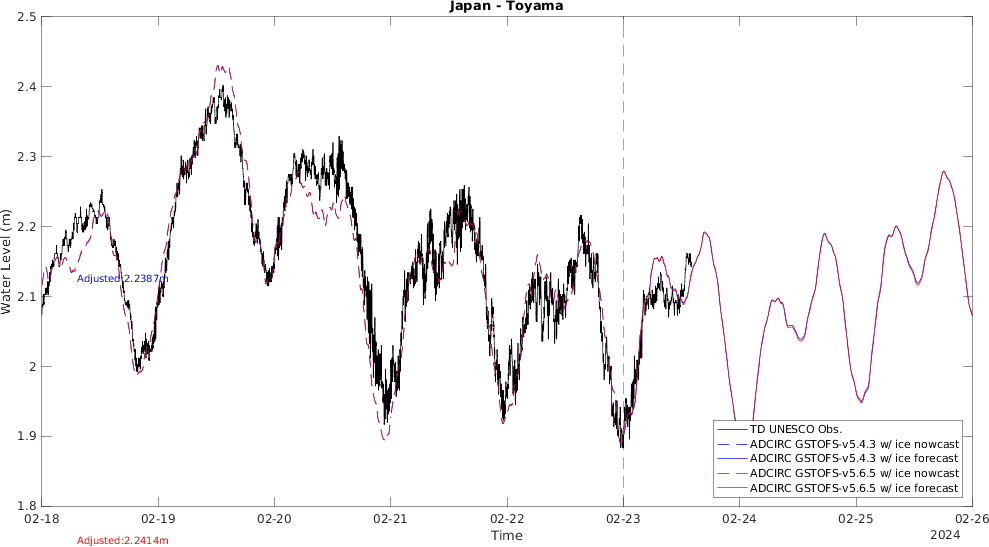 Japan - Toyama
2.5
2.4
2.3
2.2
2.1
2
1.9
1.8
Water Level (m)
Adjusted:2.2387m
TD UNESCO Obs.
ADCIRC GSTOFS-v5.4.3 w/ ice nowcast
ADCIRC GSTOFS-v5.4.3 w/ ice forecast
ADCIRC GSTOFS-v5.6.5 w/ ice nowcast
ADCIRC GSTOFS-v5.6.5 w/ ice forecast
02-18 02-19 02-20 02-21 02-22 02-23 02-24 02-25 02-26
Time
2024
Adjusted:2.2414m